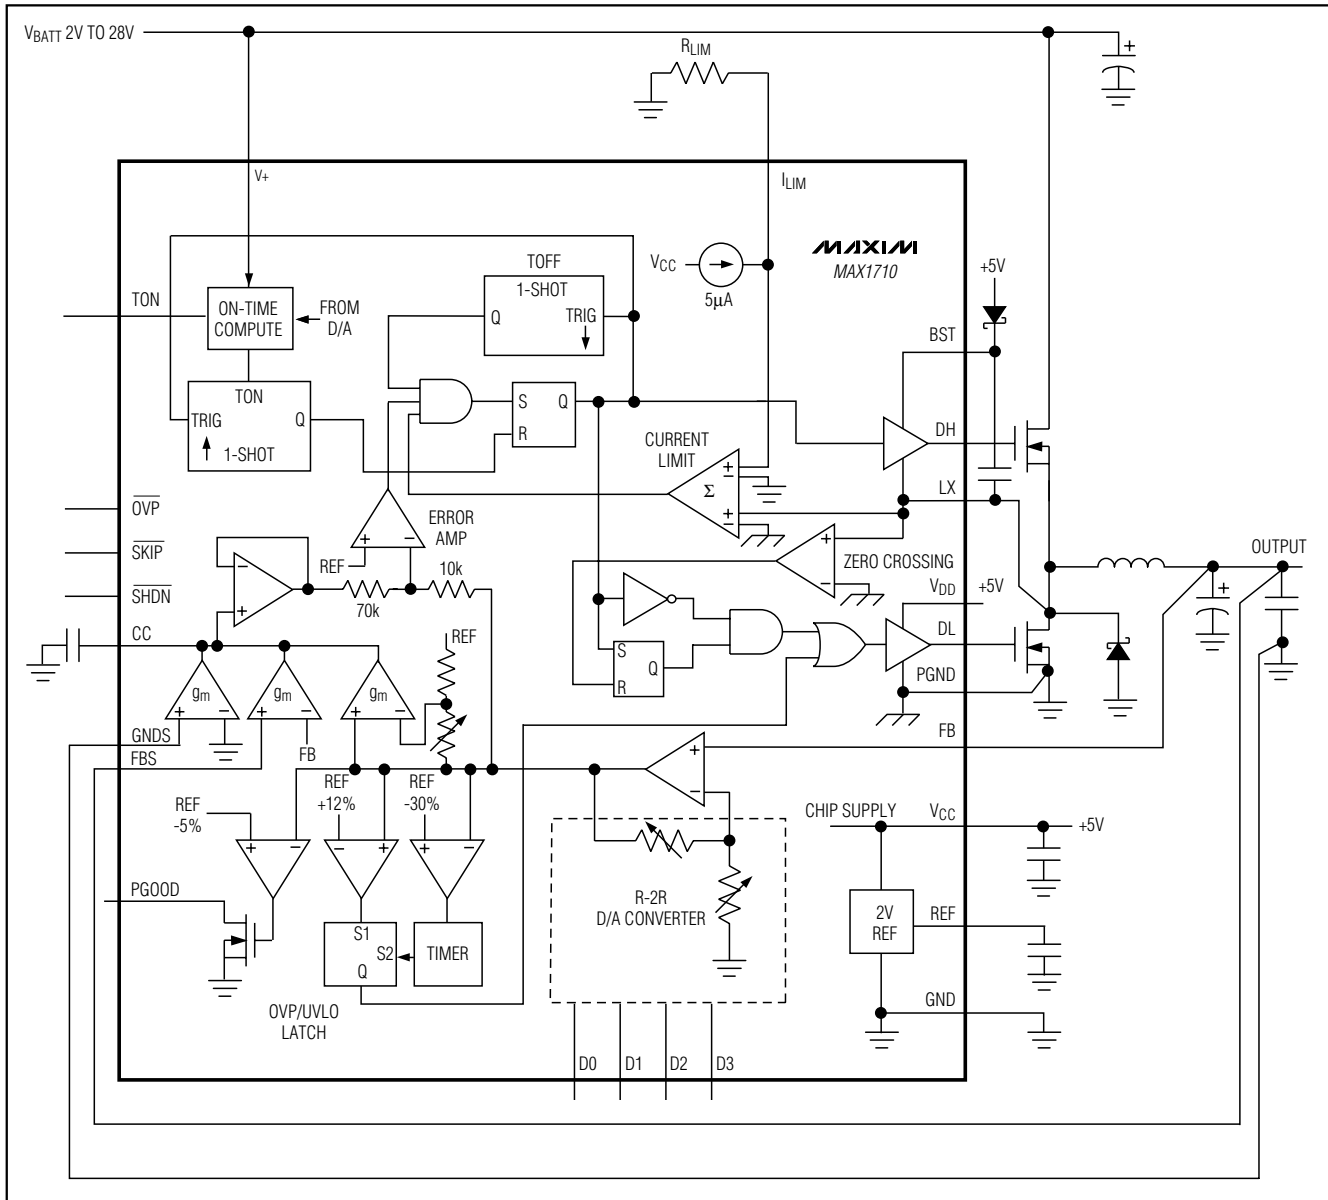 VBATT 2V TO 28V
+
RLIM
V+
ILIM
MAXIM
MAX1710
VCC
5μA
+5V
TOFF
1-SHOT
Q
TRIG
TON
ON-TIME
COMPUTE
FROM
D/A
BST
TON
TRIG
Q
1-SHOT
S
Q
R
CURRENT
LIMIT
+
−
Σ
+
−
DH
LX
OVP
SKIP
SHDN
ERROR
AMP
+
−
REF
10k
70k
−
+
+
−
ZERO CROSSING
OUTPUT
VDD
+5V
+
CC
REF
S
Q
R
DL
PGND
gm
gm
gm
+
−
+
−
+
−
GNDS
FBS
FB
FB
+
−
REF
-5%
REF
+12%
REF
-30%
CHIP SUPPLY
VCC
+5V
+
−
−
+
+
−
PGOOD
R-2R
D/A CONVERTER
2V
REF
REF
S1
S2
Q
TIMER
OVP/UVLO
LATCH
GND
D0
D1
D2
D3